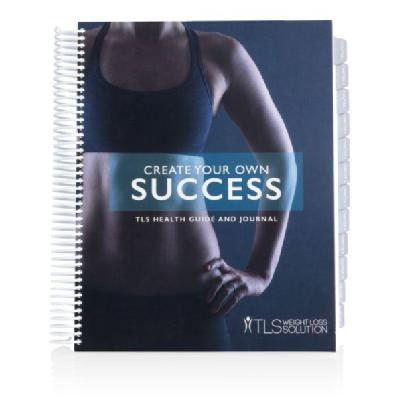 CREATE YOUR OWN
SUCCESS
TLS HEALTH GUIDE AND JOURNAL
TLS WEIGHT LOSS
SOLUTION